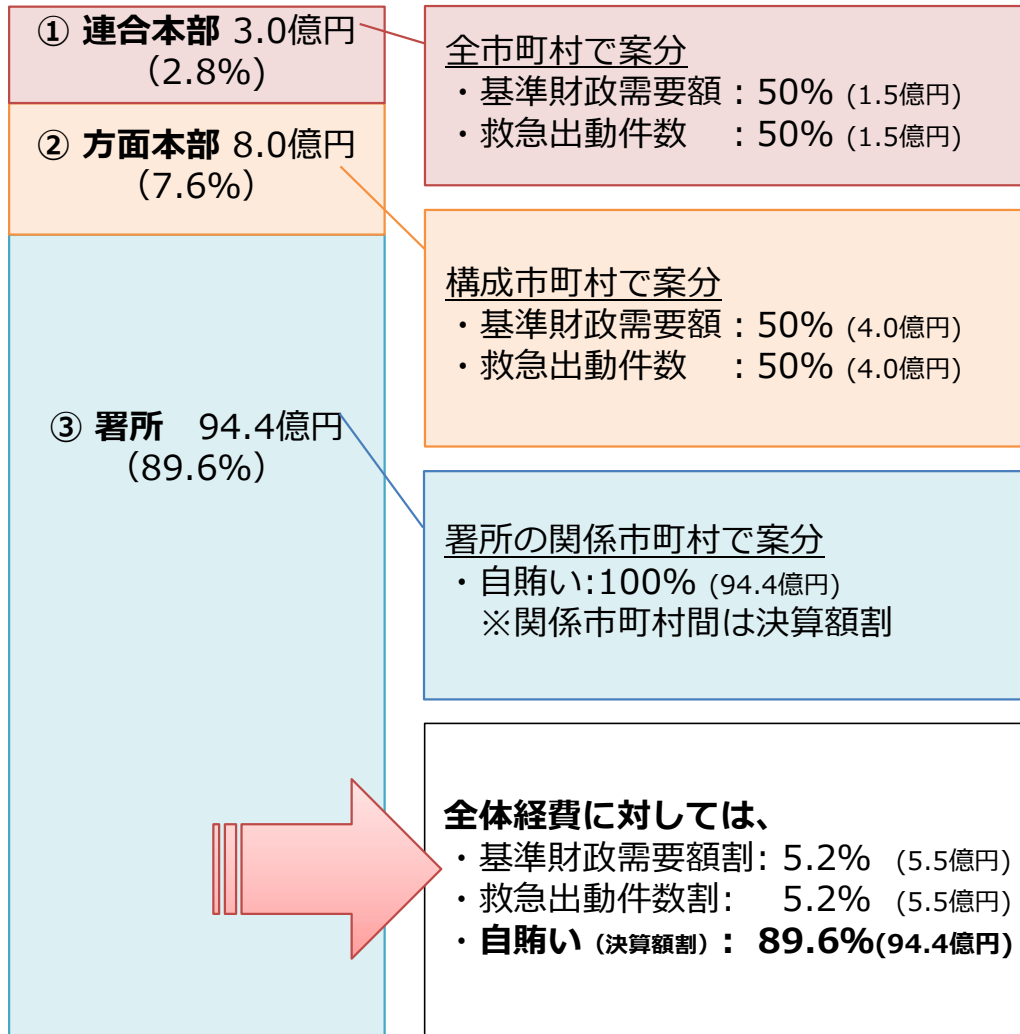 ① 連合本部 3.0億円
(2.8%)
② 方面本部 8.0億円
（7.6%）
③ 署所　94.4億円
（89.6%）
全市町村で案分
・基準財政需要額：50% (1.5億円)
・救急出動件数　：50% (1.5億円)
構成市町村で案分
・基準財政需要額：50% (4.0億円)
・救急出動件数　：50% (4.0億円)
署所の関係市町村で案分
・自賄い:100% (94.4億円)
※関係市町村間は決算額割
全体経費に対しては、
・基準財政需要額割: 5.2% (5.5億円)
・救急出動件数割:　5.2% (5.5億円)
・自賄い（決算額割）： 89.6%(94.4億円)